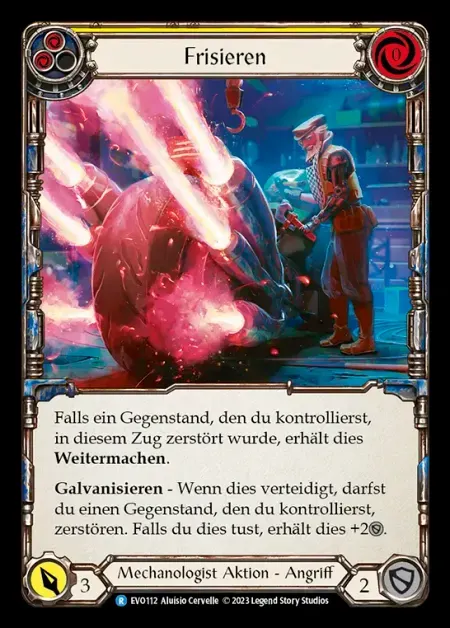 0
Frisieren
Falls ein Gegenstand, den du kontrollierst,
in diesem Zug zerstört wurde, erhält dies
Weitermachen.
Galvanisieren - Wenn dies verteidigt, darfst
du einen Gegenstand, den du kontrollierst,
zerstören. Falls du dies tust, erhält dies +2.
3
Mechanologist Aktion - Angriff
2
R EVO112 Aluisio Cervelle © 2023 Legend Story Studios